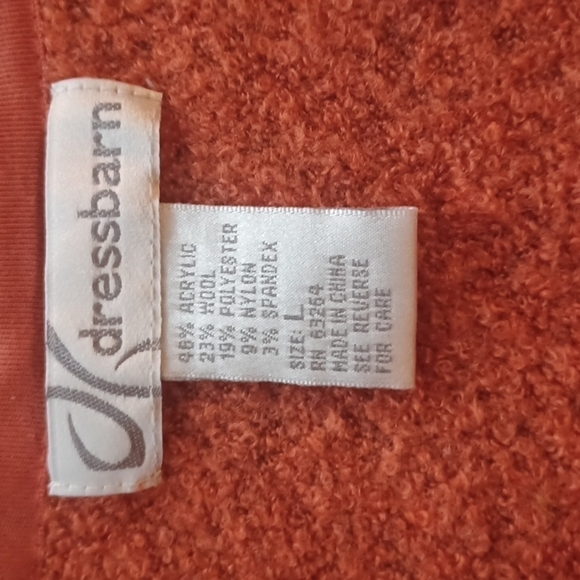 dressbarn
46% ACRYLIC
23% WOOL
19% POLYESTER
9% NYLON
3% SPANDEX
SIZE: L
RN 63264
MADE IN CHINA
SEE REVERSE
FOR CARE